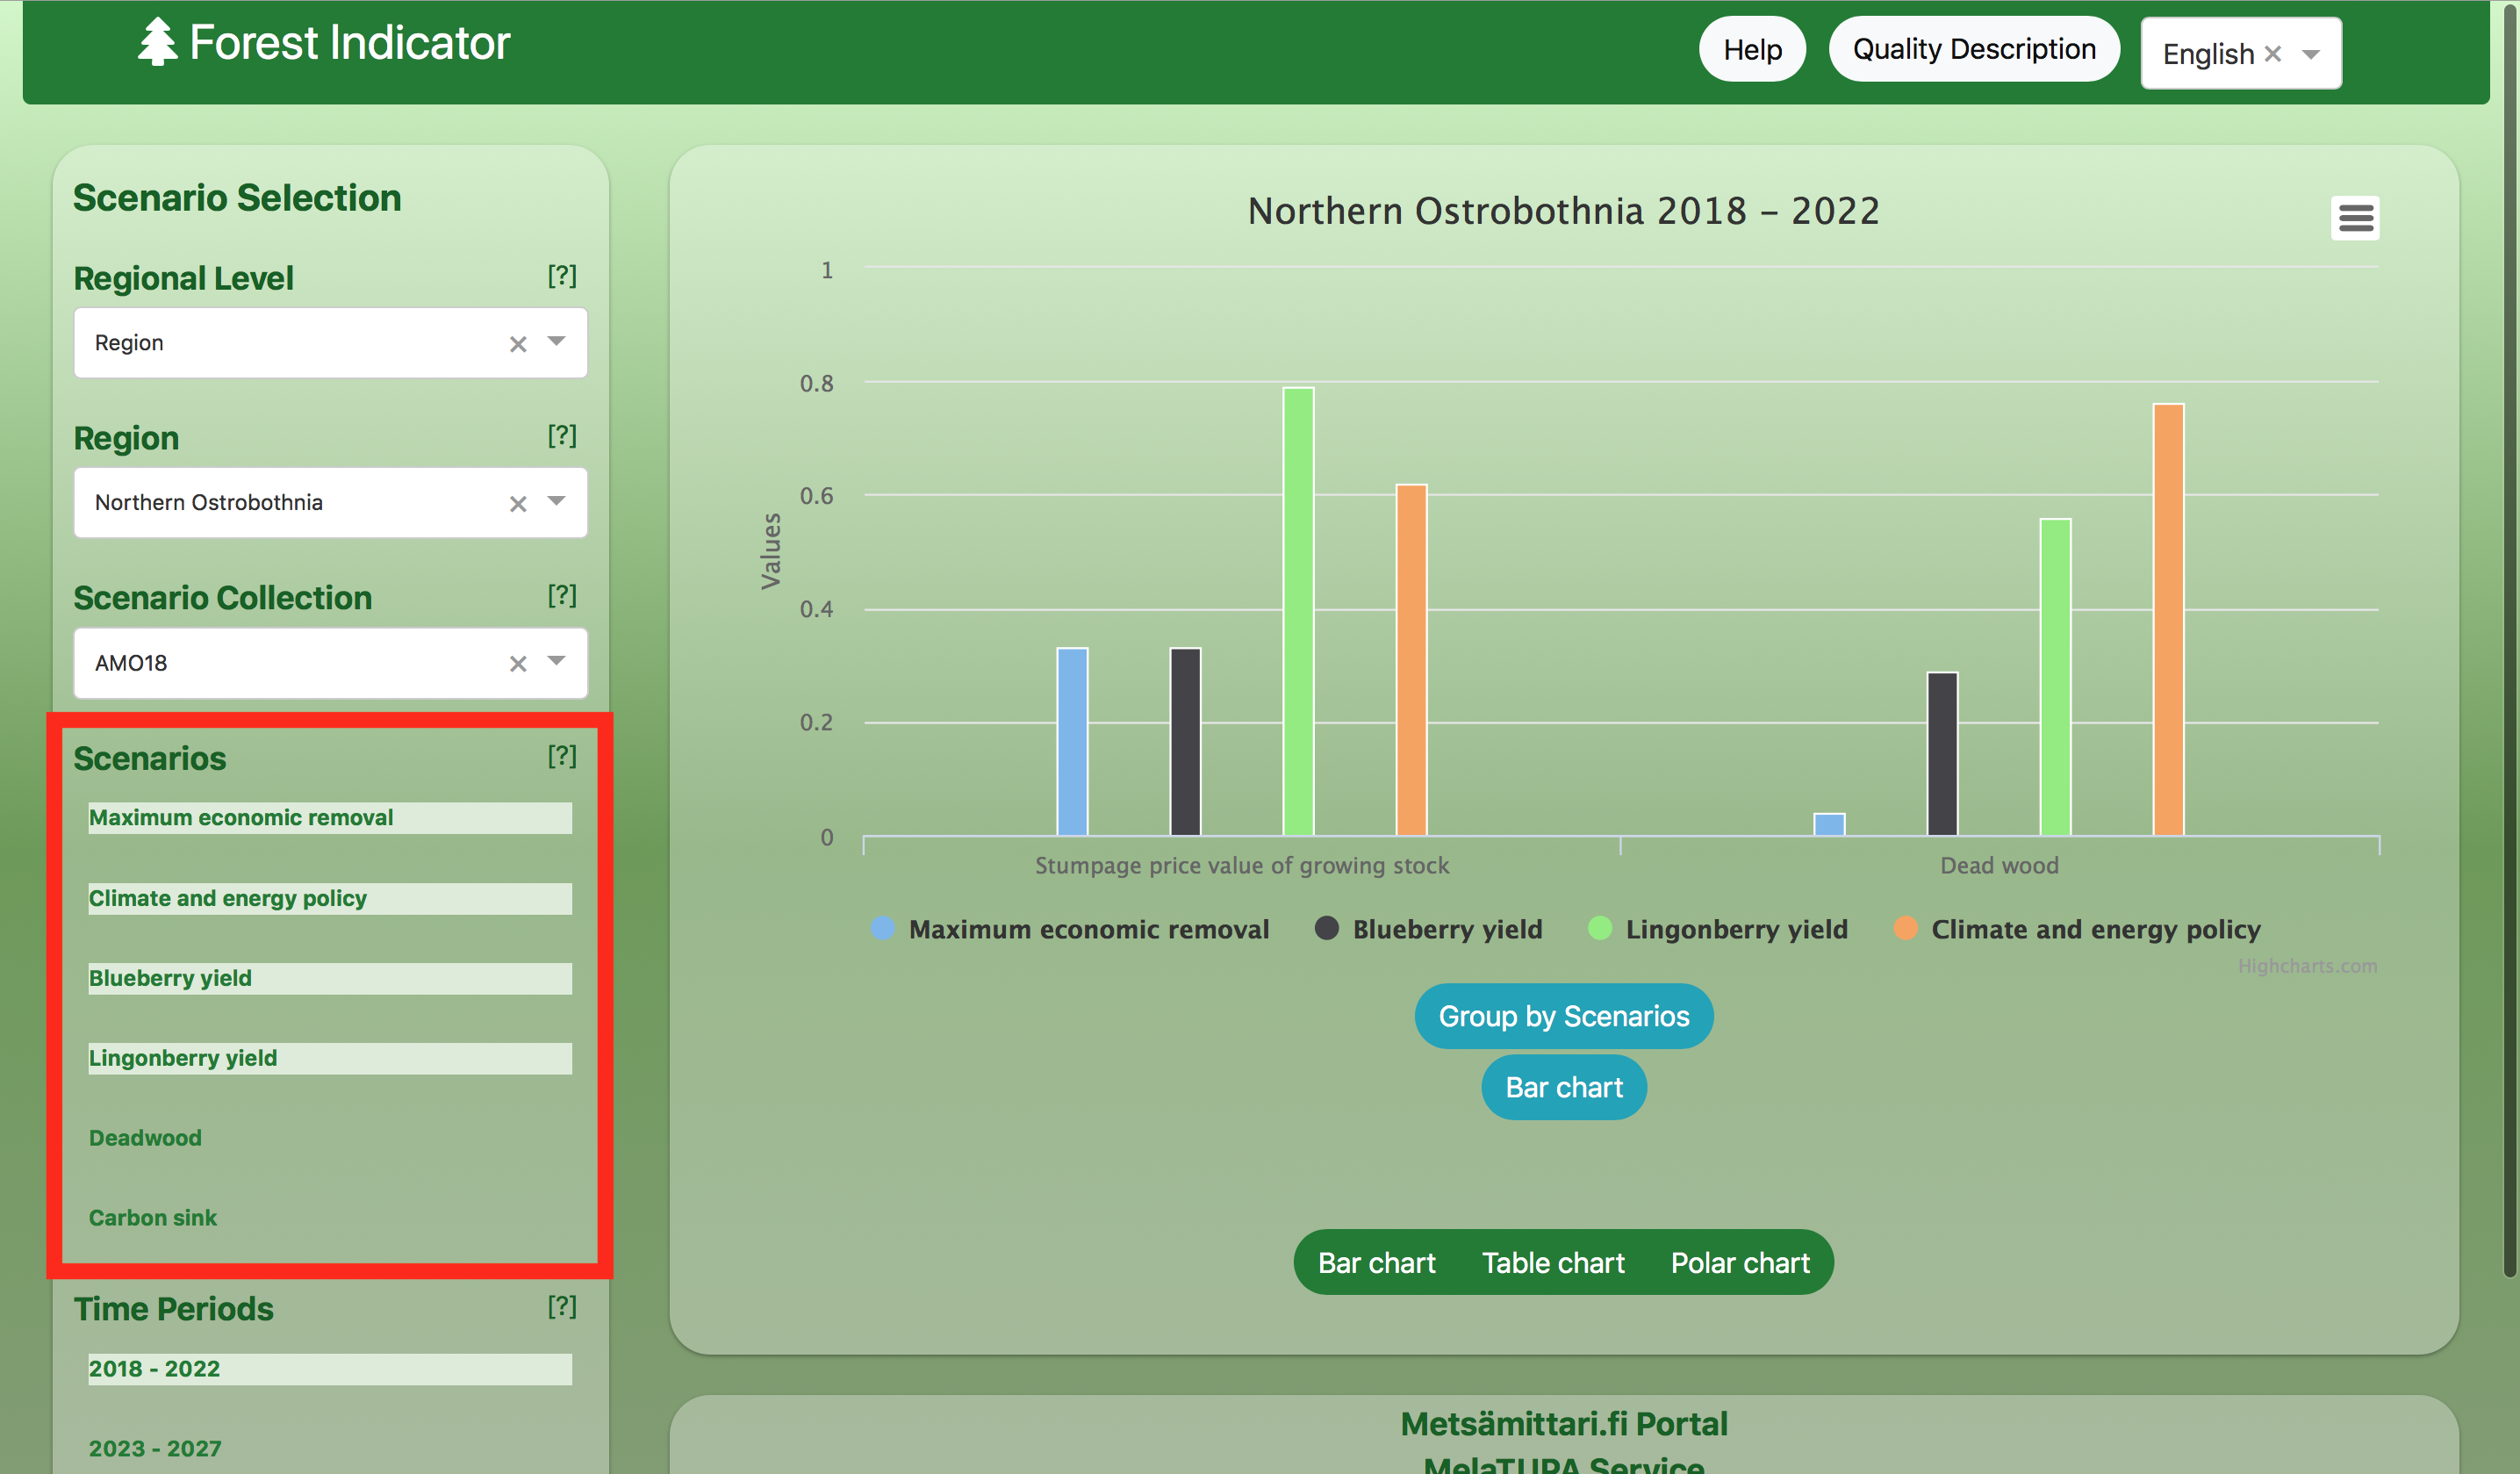 Forest Indicator
Help
Quality Description
English
Scenario Selection
Regional Level [?]
Region
Region [?]
Northern Ostrobothnia
Scenario Collection [?]
AMO18
Scenarios [?]
Maximum economic removal
Climate and energy policy
Blueberry yield
Lingonberry yield
Deadwood
Carbon sink
Time Periods [?]
2018 - 2022
2023 - 2027
Northern Ostrobothnia 2018 – 2022
Values
1
0.8
0.6
0.4
0.2
0
Stumpage price value of growing stock
Dead wood
Maximum economic removal
Blueberry yield
Lingonberry yield
Climate and energy policy
Highcharts.com
Group by Scenarios
Bar chart
Bar chart Table chart Polar chart
Metsämittari.fi Portal
MelaTUPA Service